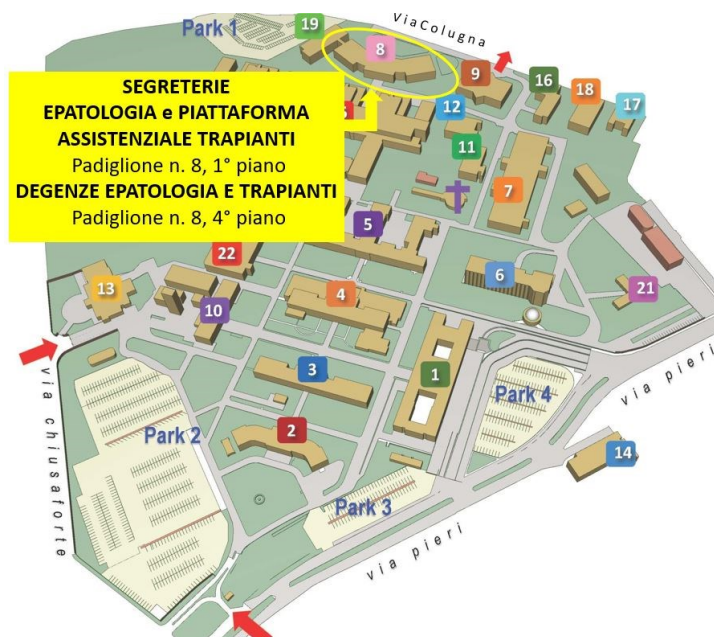 19
Park 1
ViaColugna
8
9
16
18
17
SEGRETERIE
EPATOLOGIA e PIATTAFORMA
ASSISTENZIALE TRAPIANTI
Padiglione n. 8, 1° piano
DEGENZE EPATOLOGIA E TRAPIANTI
Padiglione n. 8, 4° piano
12
11
7
5
22
6
13
10
4
21
3
1
via chiusaforte
Park 2
2
Park 4
via pieri
14
Park 3
via pieri